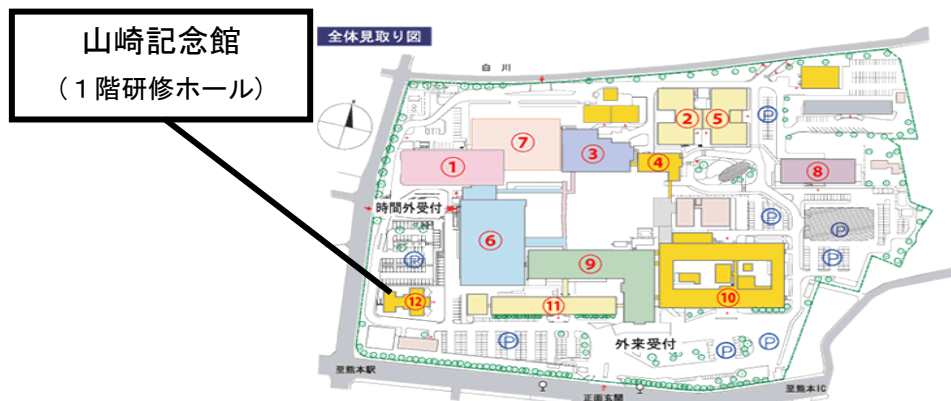 山崎記念館
（１階研修ホール）
全体見取り図
白川
⑦
②
⑤
③
④
①
⑧
時間外受付
⑥
⑨
⑩
⑪
⑫
外来受付
至熊本駅
正面玄関
至熊本IC
P
P
P
P
P
P
P
P